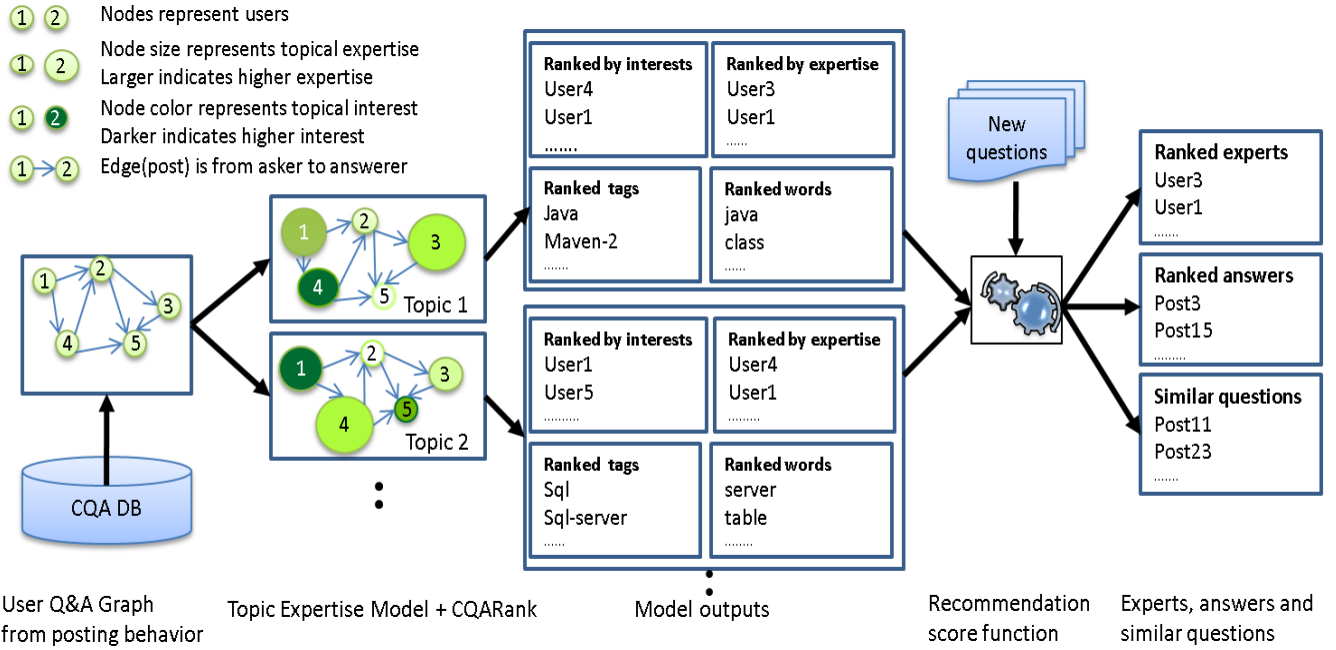 1 2 Nodes represent users
1 2 Node size represents topical expertise
Larger indicates higher expertise
1 2 Node color represents topical interest
Darker indicates higher interest
1 2 Edge(post) is from asker to answerer
1 2 3 4 5
CQA DB
User Q&A Graph
from posting behavior
1 2 3 4 5
Topic 1
1 2 3 4 5
Topic 2
Topic Expertise Model + CQARank
Ranked by interests
User4
User1
.......
Ranked by expertise
User3
User1
......
Ranked tags
Java
Maven-2
.......
Ranked words
java
class
......
Ranked by interests
User1
User5
..........
Ranked by expertise
User4
User1
.........
Ranked tags
Sql
Sql-server
......
Ranked words
server
table
........
Model outputs
New
questions
Recommendation
score function
Ranked experts
User3
User1
.......
Ranked answers
Post3
Post15
.........
Similar questions
Post11
Post23
.......
Experts, answers and
similar questions